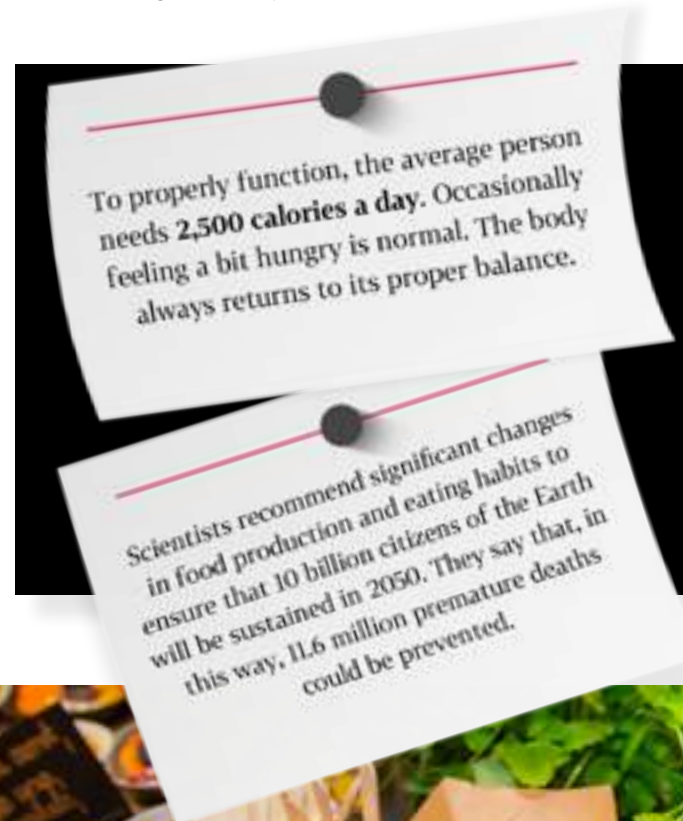 To properly function, the average person
needs 2,500 calories a day. Occasionally
feeling a bit hungry is normal. The body
always returns to its proper balance.
Scientists recommend significant changes
in food production and eating habits to
ensure that 10 billion citizens of the Earth
will be sustained in 2050. They say that, in
this way, 11.6 million premature deaths
could be prevented.